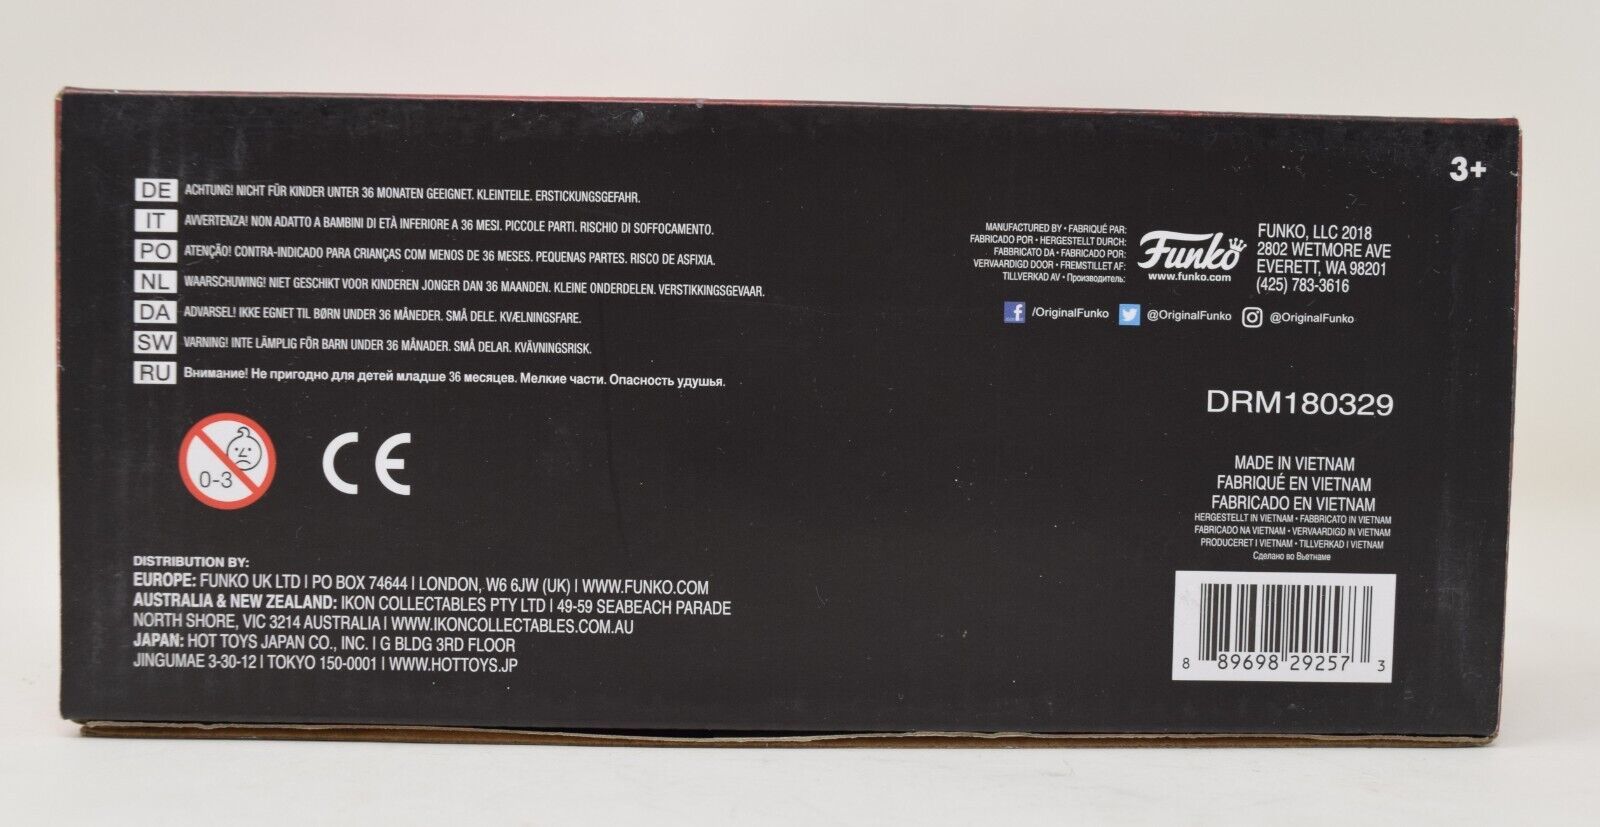 3+
DE ACHTUNG! NICHT FÜR KINDER UNTER 36 MONATEN GEEIGNET. KLEINTEILE. ERSTICKUNGSGEFAHR.
IT AVVERTENZA! NON ADATTO A BAMBINI DI ETÀ INFERIORE A 36 MESI. PICCOLE PARTI. RISCHIO DI SOFFOCAMENTO.
PO ATENÇÃO! CONTRA-INDICADO PARA CRIANÇAS COM MENOS DE 36 MESES. PEQUENAS PARTES. RISCO DE ASFIXIA.
NL WAARSCHUWING! NIET GESCHIKT VOOR KINDEREN JONGER DAN 36 MAANDEN. KLEINE ONDERDELEN. VERSTIKKINGSGEVAAR.
DA ADVARSEL! IKKE EGNET TIL BØRN UNDER 36 MÅNEDER. SMÅ DELE. KVÆLNINGSFARE.
SW VARNING! INTE LÄMPLIG FÖR BARN UNDER 36 MÅNADER. SMÅ DELAR. KVÄVNINGSRISK.
RU Внимание! Не пригодно для детей младше 36 месяцев. Мелкие части. Опасность удушья.
0-3
CE
DISTRIBUTION BY:
EUROPE: FUNKO UK LTD | PO BOX 74644 | LONDON, W6 6JW (UK) | WWW.FUNKO.COM
AUSTRALIA & NEW ZEALAND: IKON COLLECTABLES PTY LTD | 49-59 SEABEACH PARADE
NORTH SHORE, VIC 3214 AUSTRALIA | WWW.IKONCOLLECTABLES.COM.AU
JAPAN: HOT TOYS JAPAN CO., INC. | G BLDG 3RD FLOOR
JINGUMAE 3-30-12 | TOKYO 150-0001 | WWW.HOTTOYS.JP
MANUFACTURED BY • FABRIQUÉ PAR:
FABRICADO POR • HERGESTELLT DURCH:
FABBRICATO DA • FABRICADO POR:
VERVAARDIGD DOOR • FREMSTILLET AF:
TILLVERKAD AV • Производитель:
Funko
www.funko.com
FUNKO, LLC 2018
2802 WETMORE AVE
EVERETT, WA 98201
(425) 783-3616
f /OriginalFunko @OriginalFunko @OriginalFunko
DRM180329
MADE IN VIETNAM
FABRIQUÉ EN VIETNAM
FABRICADO EN VIETNAM
HERGESTELLT IN VIETNAM • FABBRICATO IN VIETNAM
FABRICADO NA VIETNAM • VERVAARDIGD IN VIETNAM
PRODUCERET I VIETNAM • TILLVERKAD I VIETNAM
Сделано во Вьетнаме
8 89698 29257 3